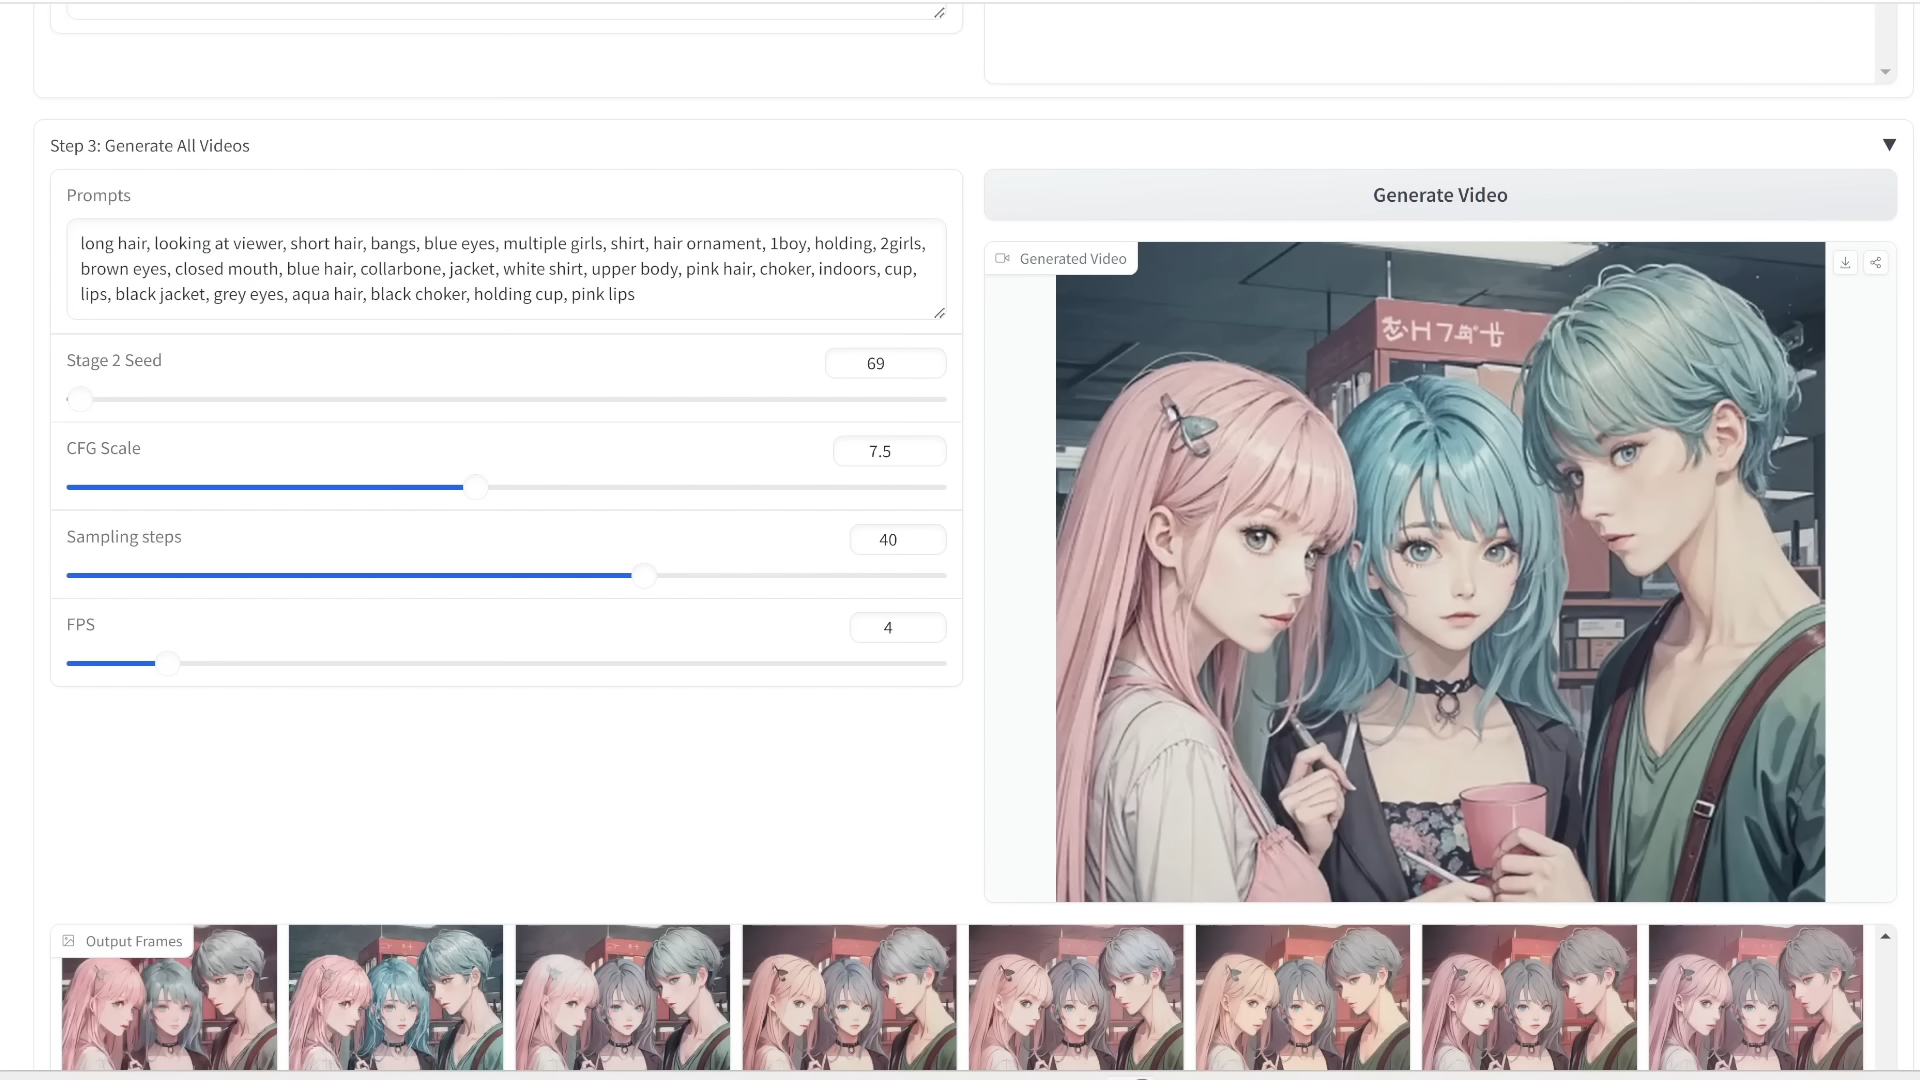 Step 3: Generate All Videos
Prompts
long hair, looking at viewer, short hair, bangs, blue eyes, multiple girls, shirt, hair ornament, 1boy, holding, 2girls,
brown eyes, closed mouth, blue hair, collarbone, jacket, white shirt, upper body, pink hair, choker, indoors, cup,
lips, black jacket, grey eyes, aqua hair, black choker, holding cup, pink lips
Stage 2 Seed
69
CFG Scale
7.5
Sampling steps
40
FPS
4
Generate Video
Generated Video
Output Frames